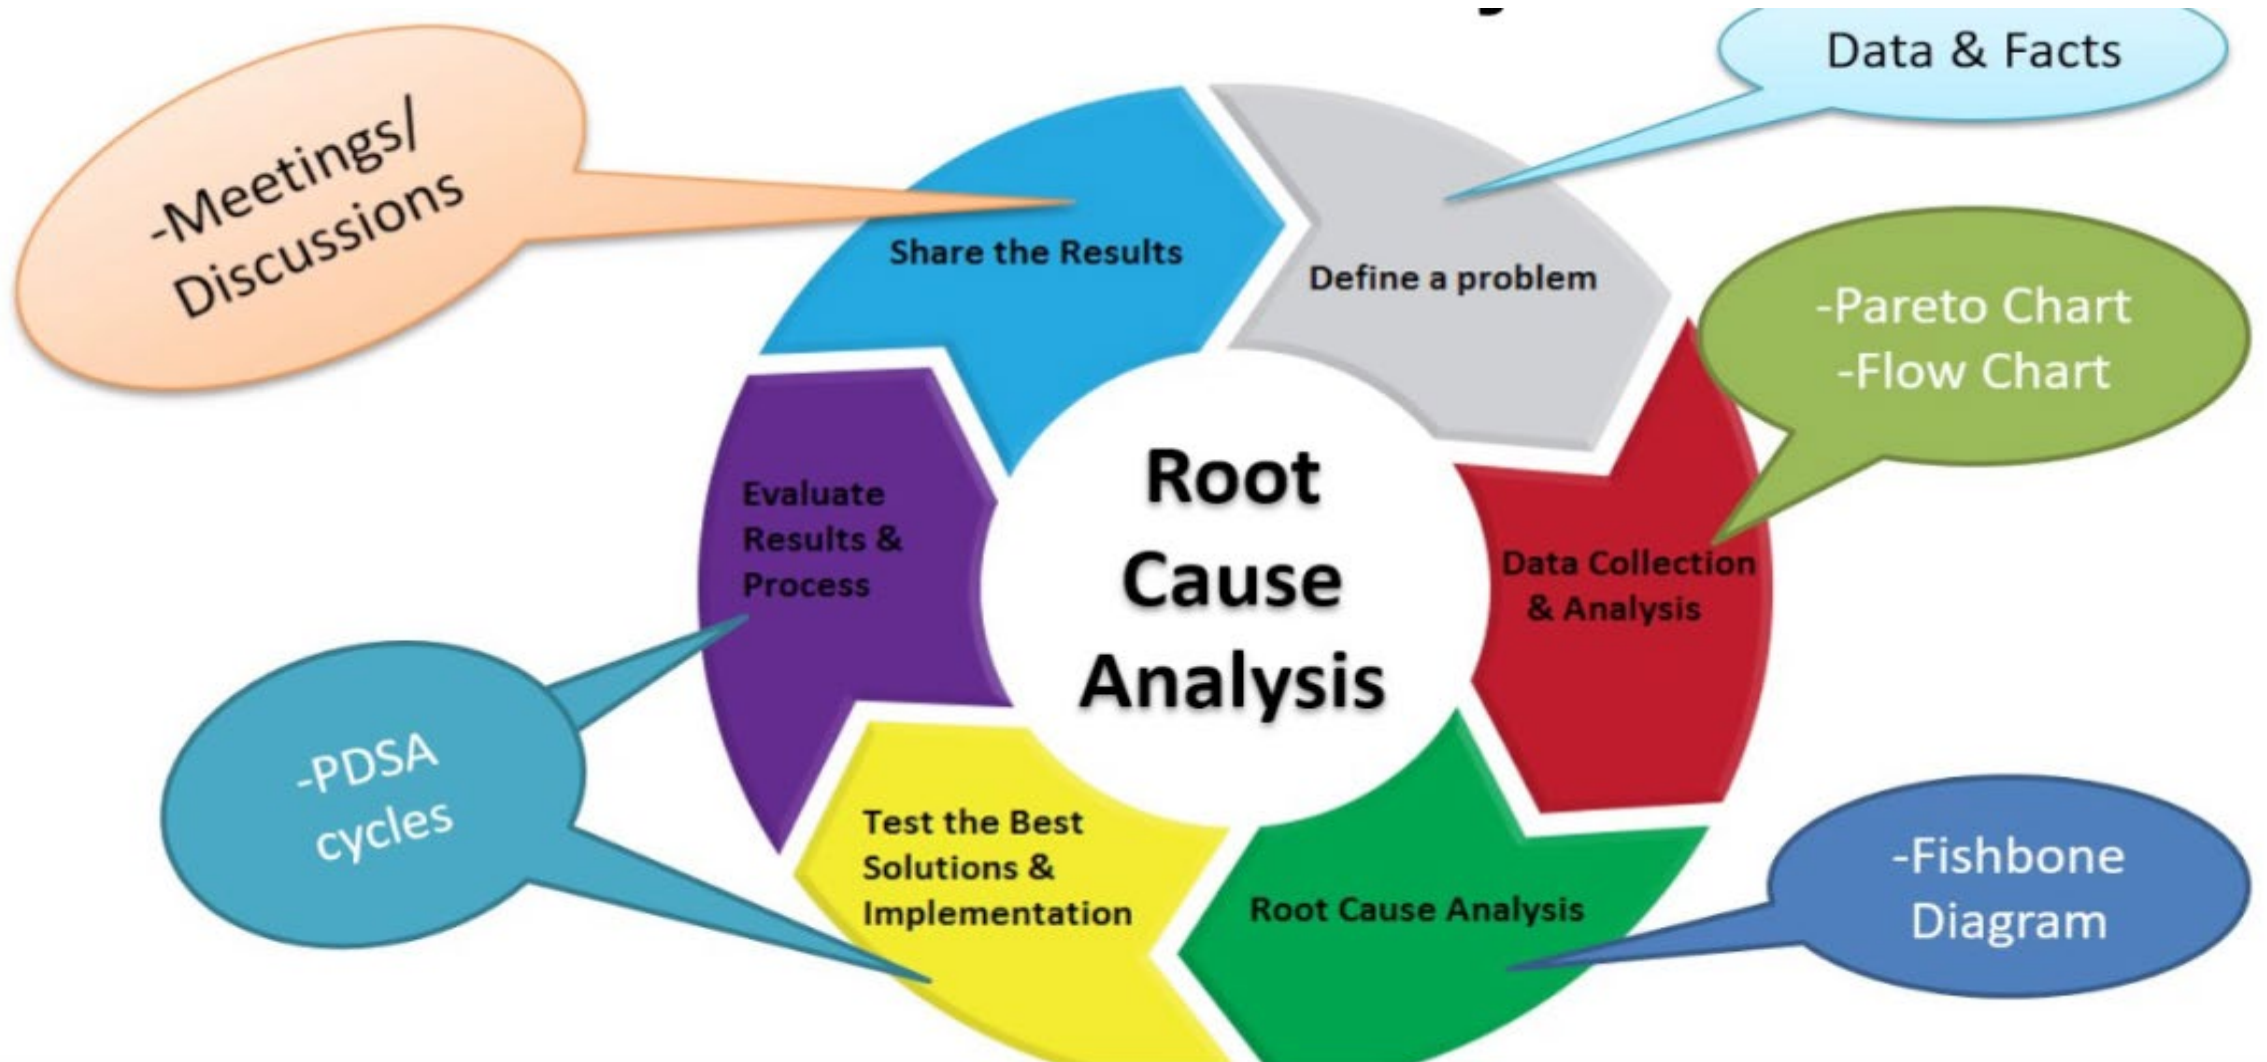 -Meetings/
Discussions
Data & Facts
Share the Results
Define a problem
-Pareto Chart
-Flow Chart
Root
Cause
Analysis
Evaluate
Results &
Process
Data Collection
& Analysis
-PDSA
cycles
Test the Best
Solutions &
Implementation
Root Cause Analysis
-Fishbone
Diagram